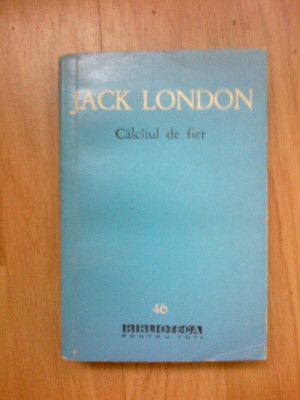 JACK LONDON
Călcîiul de fier
46
BIBLIOTECA
PENTRU TOȚI